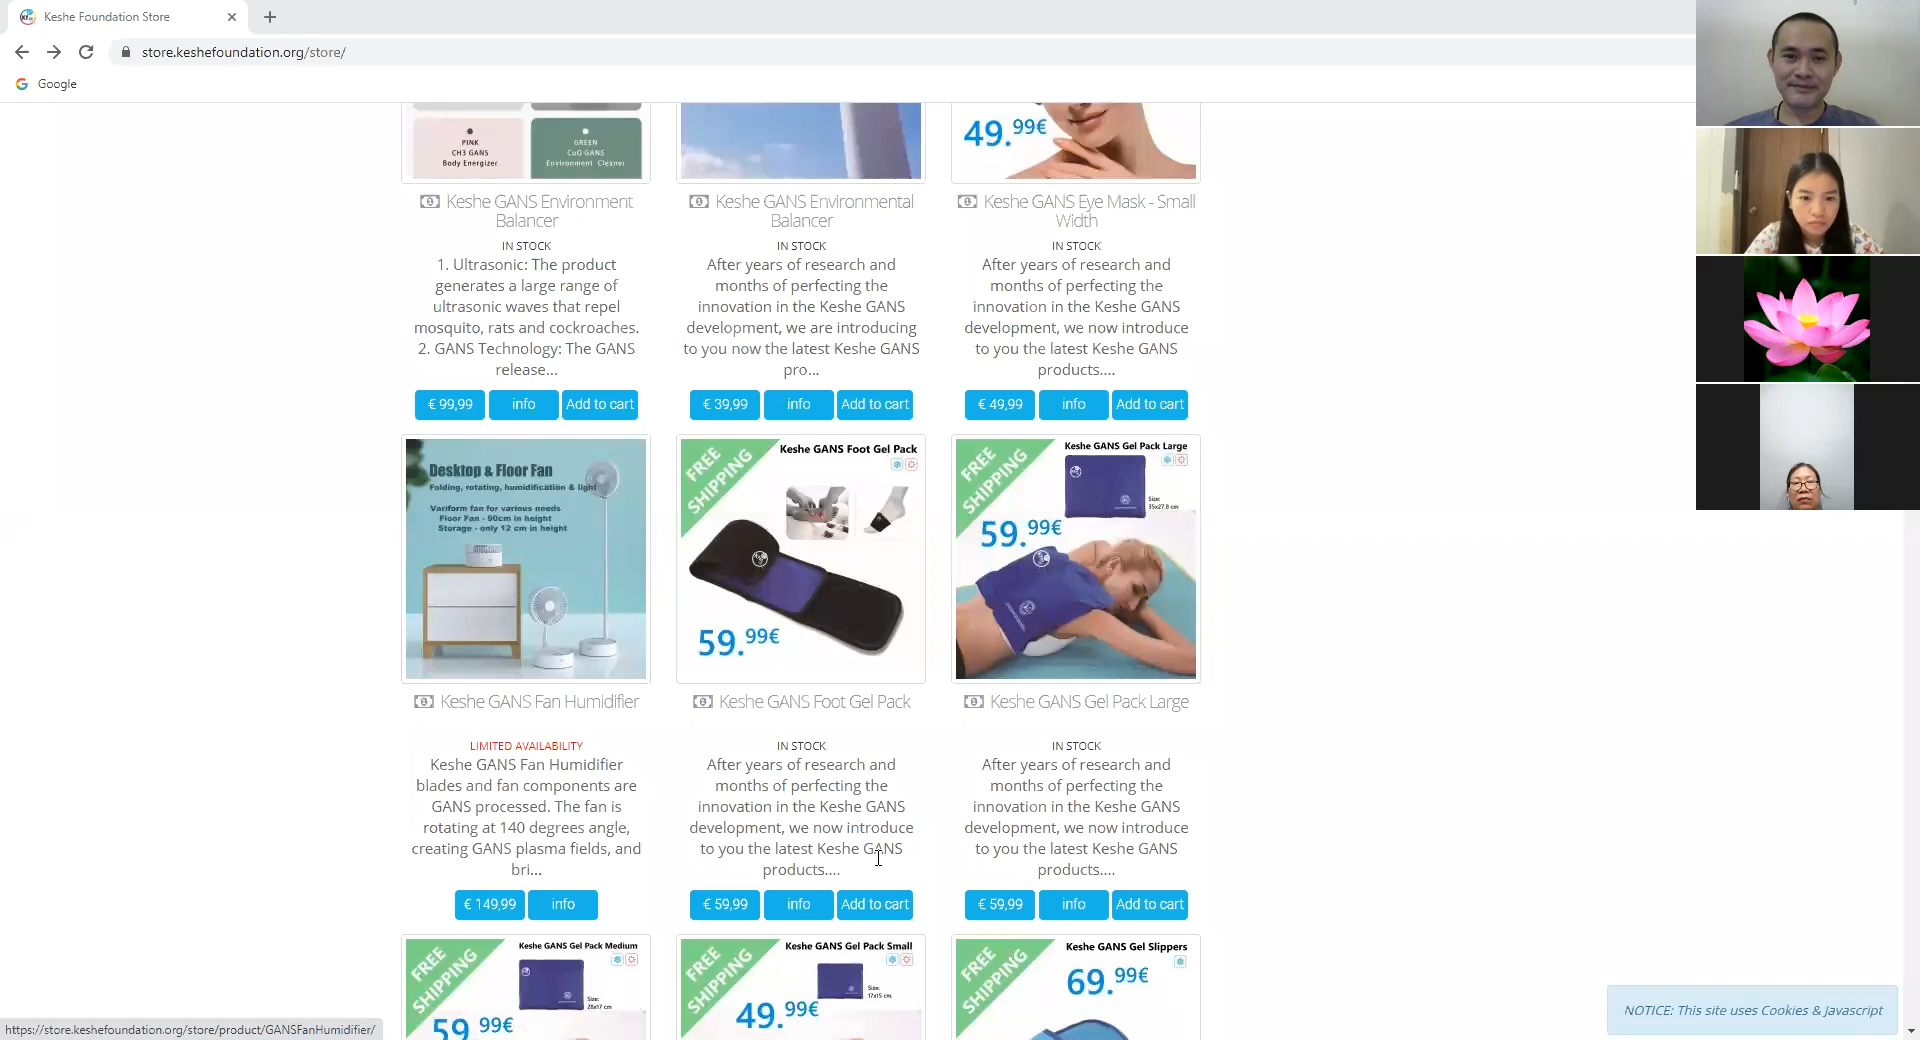 Keshe Foundation Store
store.keshefoundation.org/store/
Google
PINK
CH3 GANS
Body Energizer
GREEN
CuO GANS
Environment Cleaner
49.99€
Keshe GANS Environment
Balancer
IN STOCK
1. Ultrasonic: The product
generates a large range of
ultrasonic waves that repel
mosquito, rats and cockroaches.
2. GANS Technology: The GANS
release...
€ 99,99 info Add to cart
Keshe GANS Environmental
Balancer
IN STOCK
After years of research and
months of perfecting the
innovation in the Keshe GANS
development, we are introducing
to you now the latest Keshe GANS
pro...
€ 39,99 info Add to cart
Keshe GANS Eye Mask - Small
Width
IN STOCK
After years of research and
months of perfecting the
innovation in the Keshe GANS
development, we now introduce
to you the latest Keshe GANS
products....
€ 49,99 info Add to cart
Desktop & Floor Fan
Folding, rotating, humidification & light
Variform fan for various needs
Floor Fan - 90cm in height
Storage - only 12 cm in height
Keshe GANS Fan Humidifier
LIMITED AVAILABILITY
Keshe GANS Fan Humidifier
blades and fan components are
GANS processed. The fan is
rotating at 140 degrees angle,
creating GANS plasma fields, and
bri...
€ 149,99 info
FREE
SHIPPING
Keshe GANS Foot Gel Pack
59.99€
Keshe GANS Foot Gel Pack
IN STOCK
After years of research and
months of perfecting the
innovation in the Keshe GANS
development, we now introduce
to you the latest Keshe GANS
products....
€ 59,99 info Add to cart
FREE
SHIPPING
Keshe GANS Gel Pack Large
Size:
35x27.8 cm
59.99€
Keshe GANS Gel Pack Large
IN STOCK
After years of research and
months of perfecting the
innovation in the Keshe GANS
development, we now introduce
to you the latest Keshe GANS
products....
€ 59,99 info Add to cart
FREE
SHIPPING
Keshe GANS Gel Pack Medium
Size:
28x17 cm
59.99€
FREE
SHIPPING
Keshe GANS Gel Pack Small
Size:
17x15 cm
49.99€
FREE
SHIPPING
Keshe GANS Gel Slippers
69.99€
NOTICE: This site uses Cookies & Javascript
https://store.keshefoundation.org/store/product/GANSFanHumidifier/